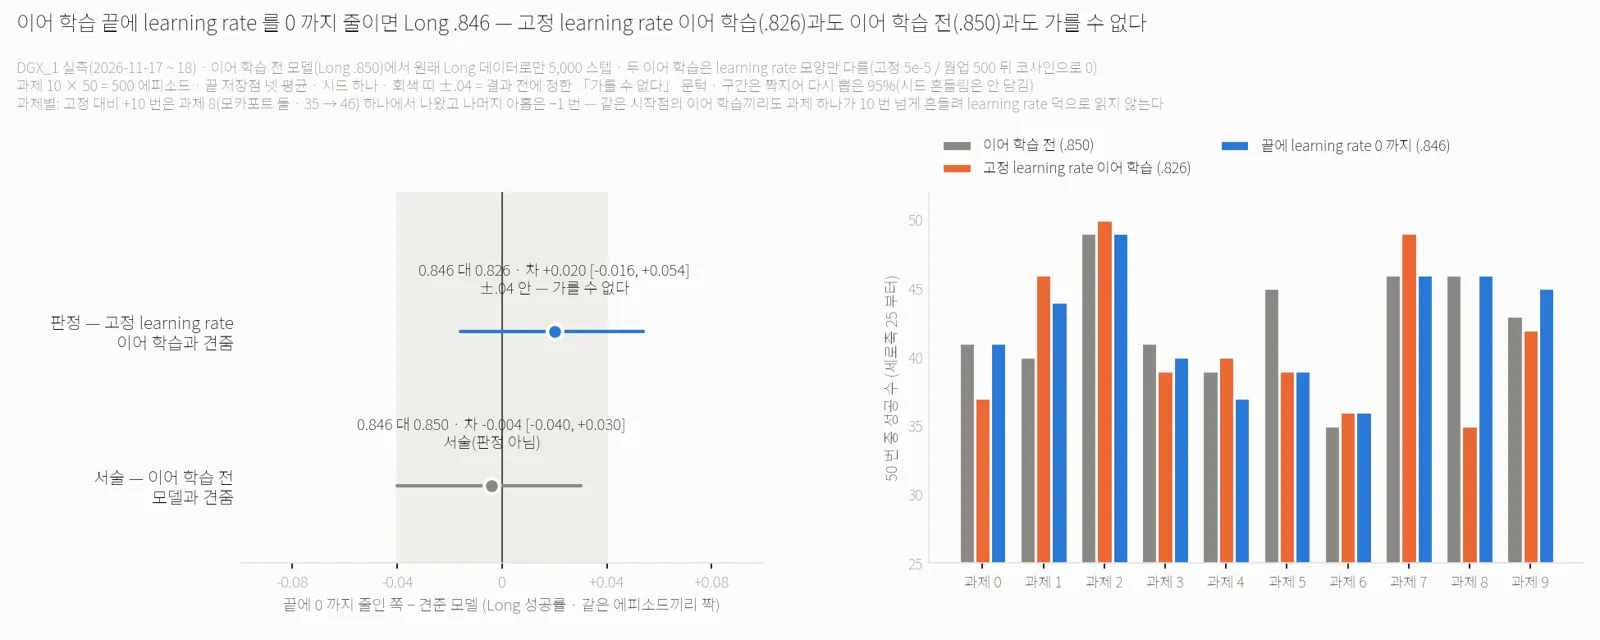 이어 학습 끝에 learning rate 를 0 까지 줄이면 Long .846 — 고정 learning rate 이어 학습(.826)과도 이어 학습 전(.850)과도 가를 수 없다
DGX_1 실측(2026-11-17 ~ 18) · 이어 학습 전 모델(Long .850)에서 원래 Long 데이터로만 5,000 스텝 · 두 이어 학습은 learning rate 모양만 다름(고정 5e-5 / 웜업 500 뒤 코사인으로 0)
과제 10 × 50 = 500 에피소드 · 끝 저장점 넷 평균 · 시드 하나 · 회색 띠 ±.04 = 결과 전에 정한 「가를 수 없다」 문턱 · 구간은 짝지어 다시 뽑은 95%(시드 흔들림은 안 담김)
과제별: 고정 대비 +10 번은 과제 8(모카포트 둘 · 35 → 46) 하나에서 나왔고 나머지 아홉은 −1 번 — 같은 시작점의 이어 학습끼리도 과제 하나가 10 번 넘게 흔들려 learning rate 덕으로 읽지 않는다
이어 학습 전 (.850)
고정 learning rate 이어 학습 (.826)
끝에 learning rate 0 까지 (.846)
0.846 대 0.826 · 차 +0.020 [-0.016, +0.054]
±.04 안 — 가를 수 없다
판정 — 고정 learning rate
이어 학습과 견줌
0.846 대 0.850 · 차 -0.004 [-0.040, +0.030]
서술(판정 아님)
서술 — 이어 학습 전
모델과 견줌
-0.08
-0.04
0
+0.04
+0.08
끝에 0 까지 줄인 쪽 − 견준 모델 (Long 성공률 · 같은 에피소드끼리 짝)
50 번 중 성공 수 (세로축 25 부터)
50
45
40
35
30
25
과제 0
과제 1
과제 2
과제 3
과제 4
과제 5
과제 6
과제 7
과제 8
과제 9